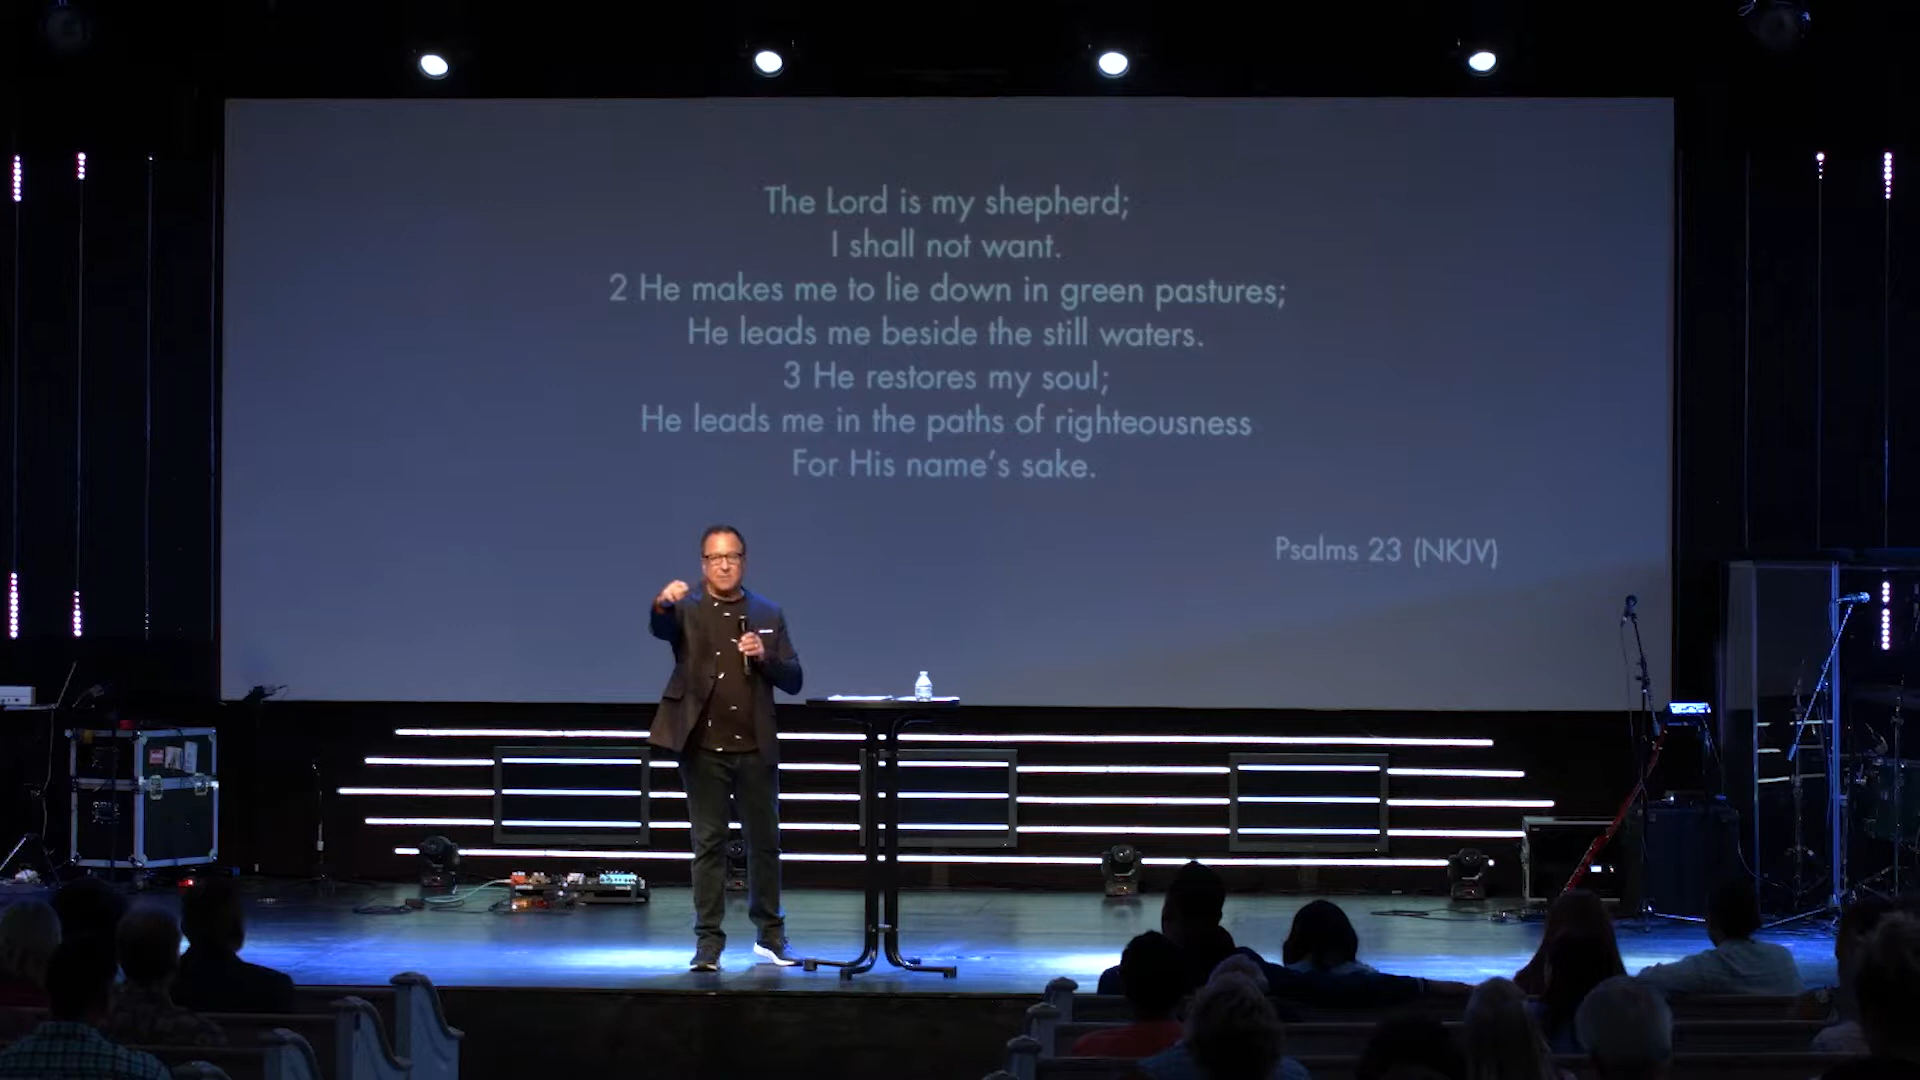 The Lord is my shepherd;
I shall not want.
2 He makes me to lie down in green pastures;
He leads me beside the still waters.
3 He restores my soul;
He leads me in the paths of righteousness
For His name's sake.
Psalms 23 (NKJV)